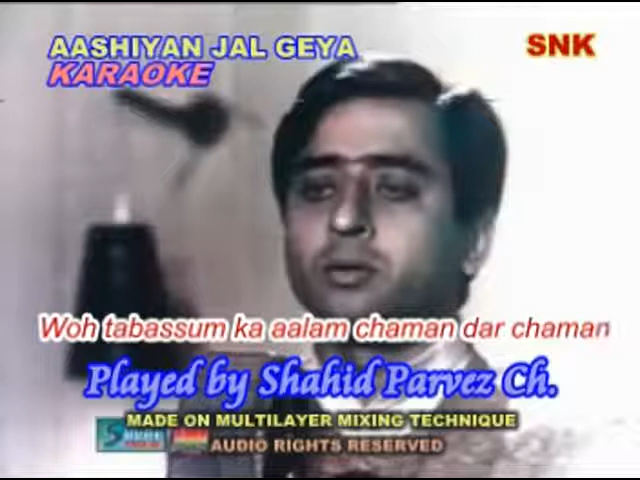 AASHIYAN JAL GEYA
SNK
KARAOKE
Woh tabassum ka aalam chaman dar chaman
Played by Shahid Parvez Ch.
MADE ON MULTILAYER MIXING TECHNIQUE
AUDIO RIGHTS RESERVED